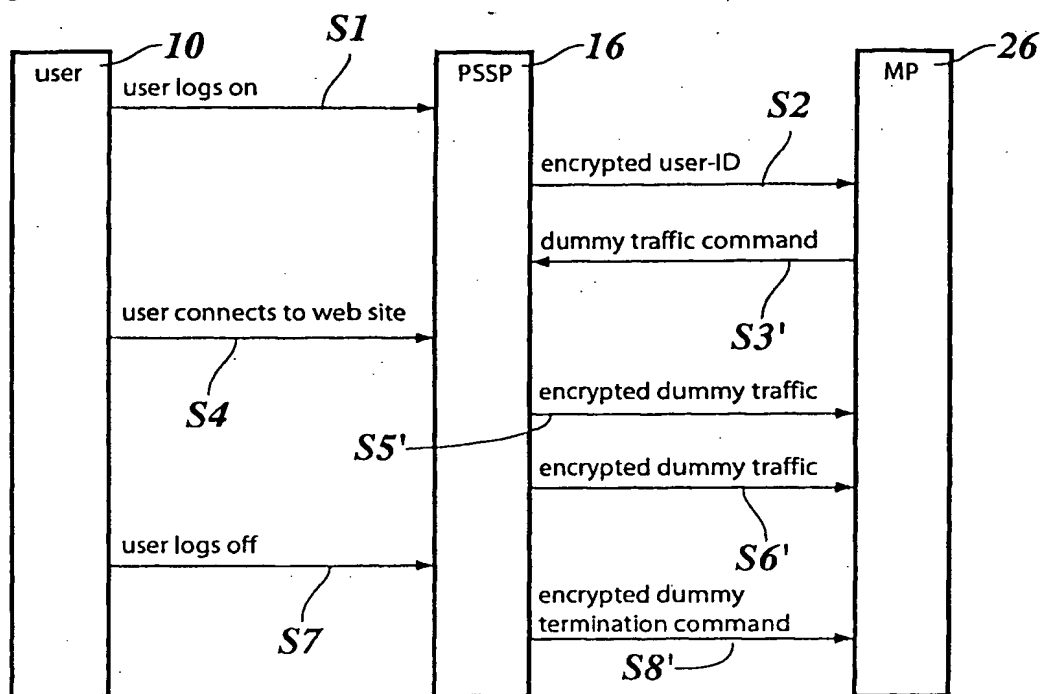 10
S1
16
26
user
PSSP
MP
user logs on
S2
encrypted user-ID
dummy traffic command
S3'
user connects to web site
S4
encrypted dummy traffic
S5'
encrypted dummy traffic
S6'
user logs off
S7
encrypted dummy
termination command
S8'